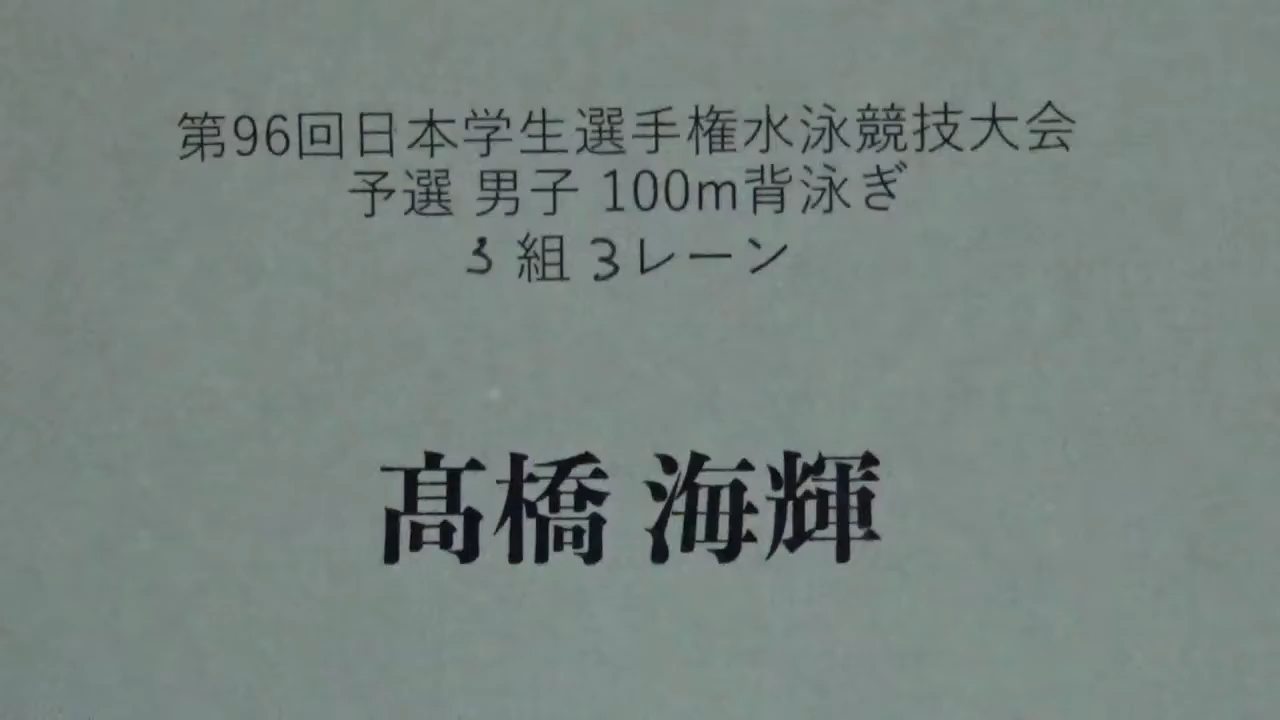 第96回日本学生選手権水泳競技大会
予選 男子 100m背泳ぎ
3 組 3レーン
髙橋 海輝